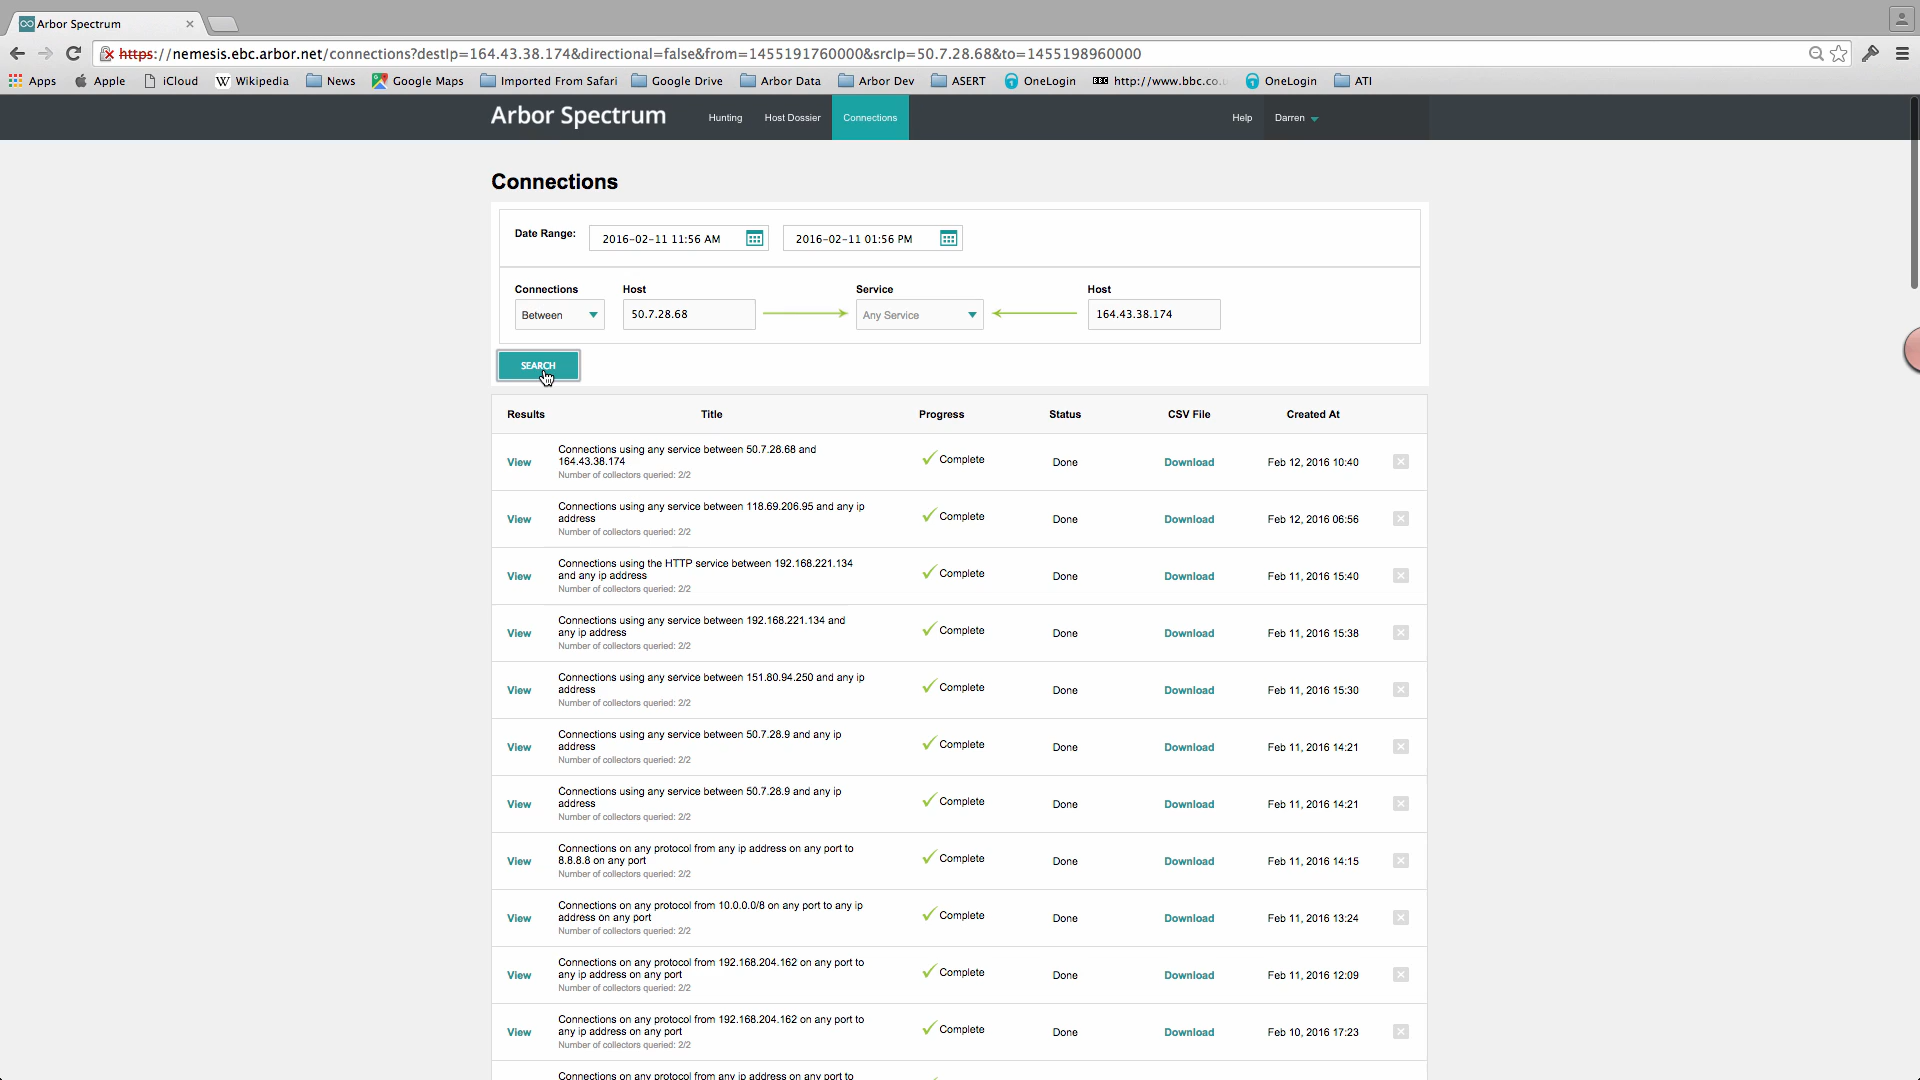 Arbor Spectrum
https://nemesis.ebc.arbor.net/connections?destIp=164.43.38.174&directional=false&from=1455191760000&srcIp=50.7.28.68&to=1455198960000
Apps Apple iCloud Wikipedia News Google Maps Imported From Safari Google Drive Arbor Data Arbor Dev ASERT OneLogin BBC http://www.bbc.co. OneLogin ATI
Arbor Spectrum Hunting Host Dossier Connections Help Darren
Connections
Date Range: 2016-02-11 11:56 AM 2016-02-11 01:56 PM
Connections Host Service Host
Between 50.7.28.68 Any Service 164.43.38.174
SEARCH
Results Title Progress Status CSV File Created At
Connections using any service between 50.7.28.68 and
View 164.43.38.174 Complete Done Download Feb 12, 2016 10:40
Number of collectors queried: 2/2
Connections using any service between 118.69.206.95 and any ip
View address Complete Done Download Feb 12, 2016 06:56
Number of collectors queried: 2/2
Connections using the HTTP service between 192.168.221.134
View and any ip address Complete Done Download Feb 11, 2016 15:40
Number of collectors queried: 2/2
Connections using any service between 192.168.221.134 and
View any ip address Complete Done Download Feb 11, 2016 15:38
Number of collectors queried: 2/2
Connections using any service between 151.80.94.250 and any ip
View address Complete Done Download Feb 11, 2016 15:30
Number of collectors queried: 2/2
Connections using any service between 50.7.28.9 and any ip
View address Complete Done Download Feb 11, 2016 14:21
Number of collectors queried: 2/2
Connections using any service between 50.7.28.9 and any ip
View address Complete Done Download Feb 11, 2016 14:21
Number of collectors queried: 2/2
Connections on any protocol from any ip address on any port to
View 8.8.8.8 on any port Complete Done Download Feb 11, 2016 14:15
Number of collectors queried: 2/2
Connections on any protocol from 10.0.0.0/8 on any port to any ip
View address on any port Complete Done Download Feb 11, 2016 13:24
Number of collectors queried: 2/2
Connections on any protocol from 192.168.204.162 on any port to
View any ip address on any port Complete Done Download Feb 11, 2016 12:09
Number of collectors queried: 2/2
Connections on any protocol from 192.168.204.162 on any port to
View any ip address on any port Complete Done Download Feb 10, 2016 17:23
Number of collectors queried: 2/2
Connections on any protocol from any ip address on any port to